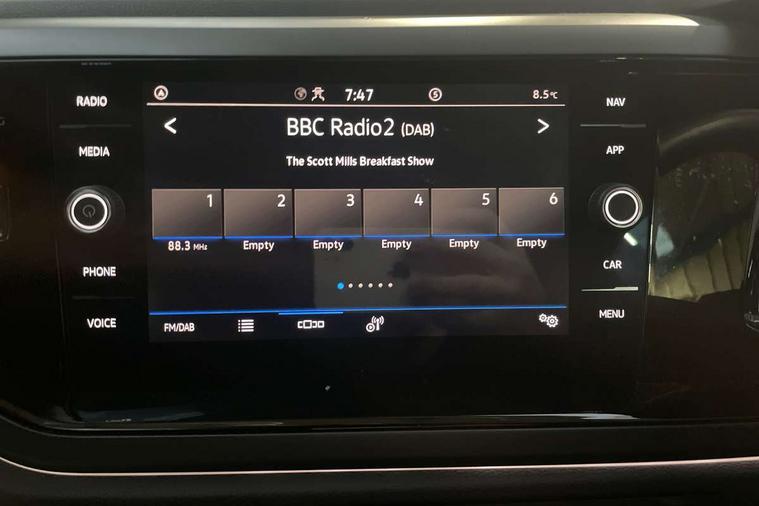 RADIO
MEDIA
PHONE
VOICE
7:47
5
8.5°C
BBC Radio2 (DAB)
The Scott Mills Breakfast Show
1 2 3 4 5 6
88.3 MHz Empty Empty Empty Empty Empty
FM/DAB
NAV
APP
CAR
MENU